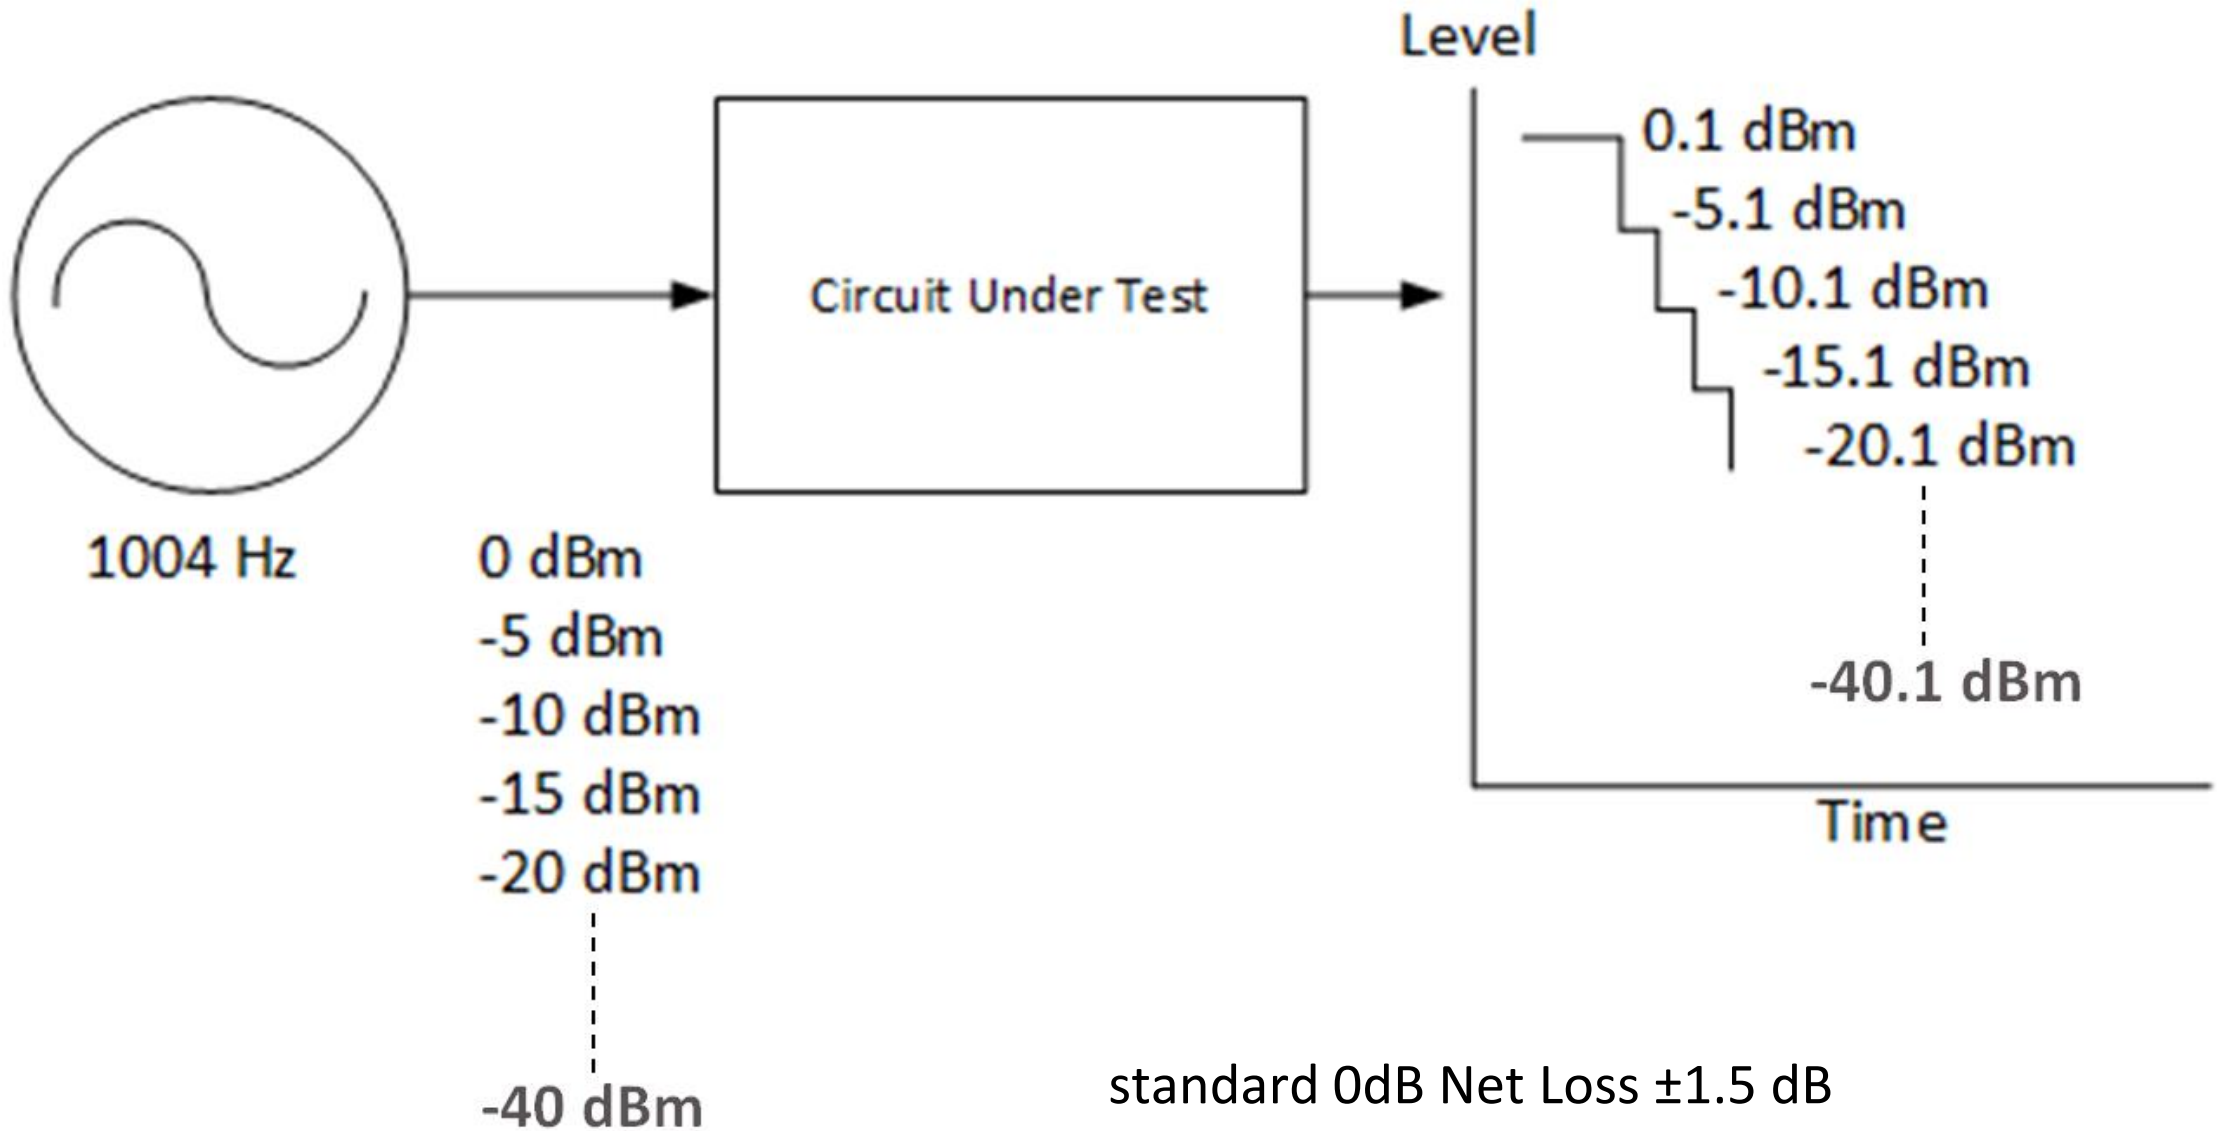 1004 Hz
0 dBm
-5 dBm
-10 dBm
-15 dBm
-20 dBm
-40 dBm
Circuit Under Test
Level
0.1 dBm
-5.1 dBm
-10.1 dBm
-15.1 dBm
-20.1 dBm
-40.1 dBm
Time
standard 0dB Net Loss ±1.5 dB